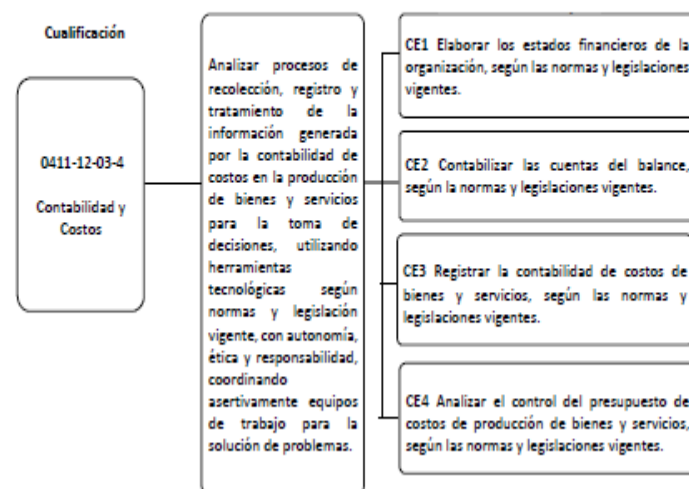 Cualificación
0411-12-03-4
Contabilidad y
Costos
Analizar procesos de
recolección, registro y
tratamiento de la
información generada
por la contabilidad de
costos en la producción
de bienes y servicios
para la toma de
decisiones, utilizando
herramientas
tecnológicas según
normas y legislación
vigente, con autonomía,
ética y responsabilidad,
coordinando
asertivamente equipos
de trabajo para la
solución de problemas.
CE1 Elaborar los estados financieros de la
organización, según las normas y legislaciones
vigentes.
CE2 Contabilizar las cuentas del balance,
según la normas y legislaciones vigentes.
CE3 Registrar la contabilidad de costos de
bienes y servicios, según las normas y
legislaciones vigentes.
CE4 Analizar el control del presupuesto de
costos de producción de bienes y servicios,
según las normas y legislaciones vigentes.